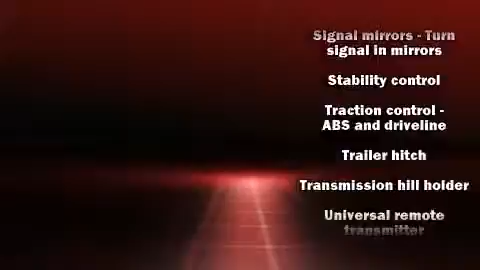 Signal mirrors - Turn
signal in mirrors
Stability control
Traction control -
ABS and driveline
Trailer hitch
Transmission hill holder
Universal remote
transmitter